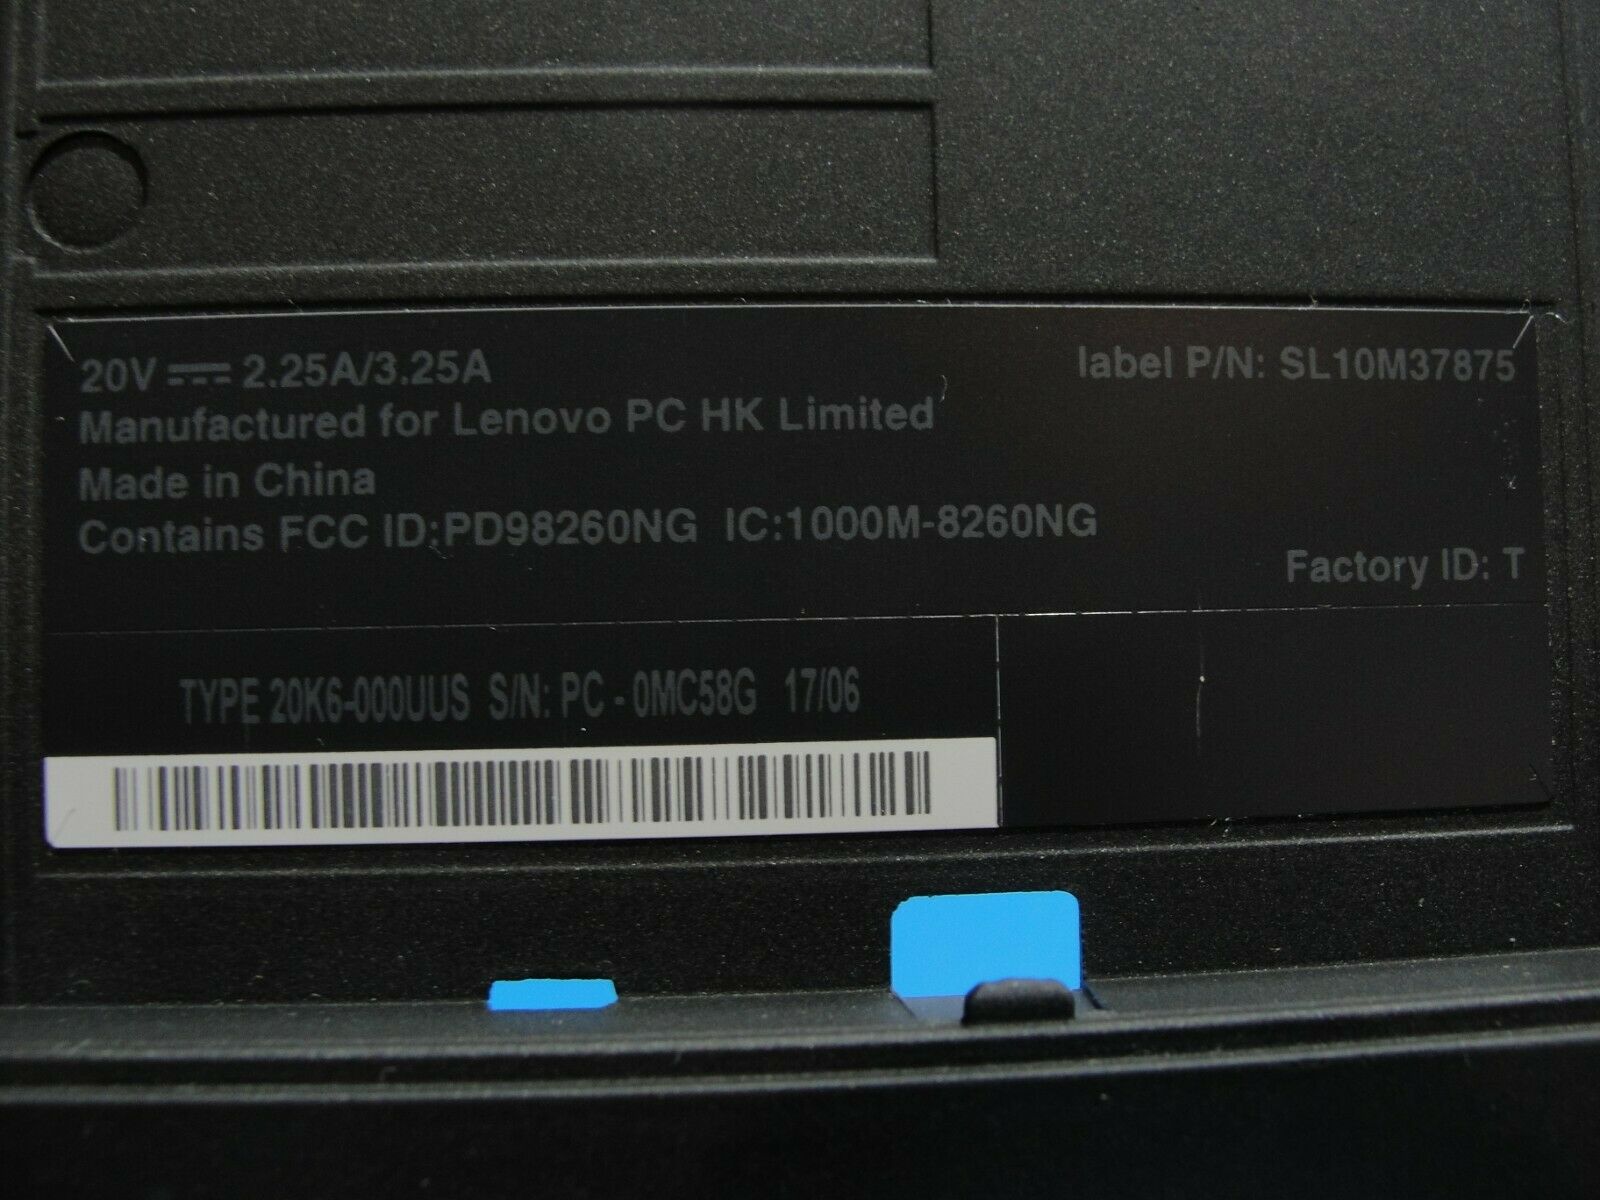 20V ⎓ 2.25A/3.25A label P/N: SL10M37875
Manufactured for Lenovo PC HK Limited
Made in China
Contains FCC ID:PD98260NG IC:1000M-8260NG
Factory ID: T
TYPE 20K6-000UUS S/N: PC - 0MC58G 17/06